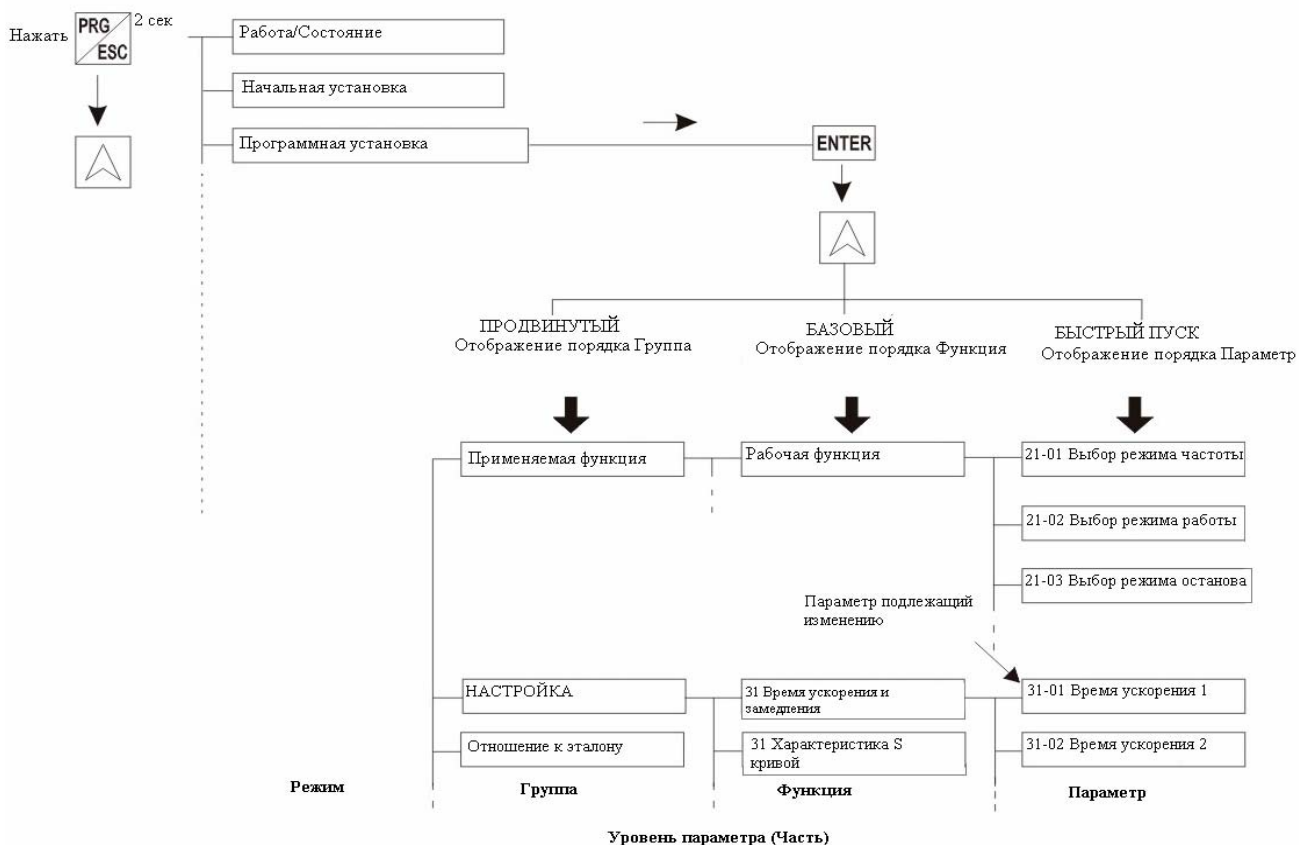 Нажать
PRG
ESC
2 сек
Работа/Состояние
Начальная установка
Программная установка
ENTER
ПРОДВИНУТЫЙ
Отображение порядка Группа
БАЗОВЫЙ
Отображение порядка Функция
БЫСТРЫЙ ПУСК
Отображение порядка Параметр
Применяемая функция
Рабочая функция
21-01 Выбор режима частоты
21-02 Выбор режима работы
21-03 Выбор режима останова
Параметр подлежащий
изменению
НАСТРОЙКА
31 Время ускорения и
замедления
31-01 Время ускорения 1
Отношение к эталону
31 Характеристика S
кривой
31-02 Время ускорения 2
Режим
Группа
Функция
Параметр
Уровень параметра (Часть)